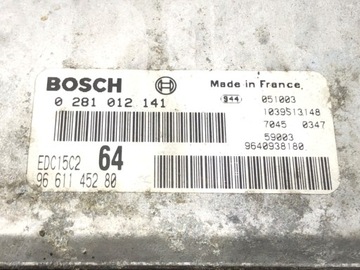 BOSCH
Made in France.
0 281 012 141
944
051003
1039S13148
7045 0347
59003
9640938180
EDC15C2 64
96 611 452 80